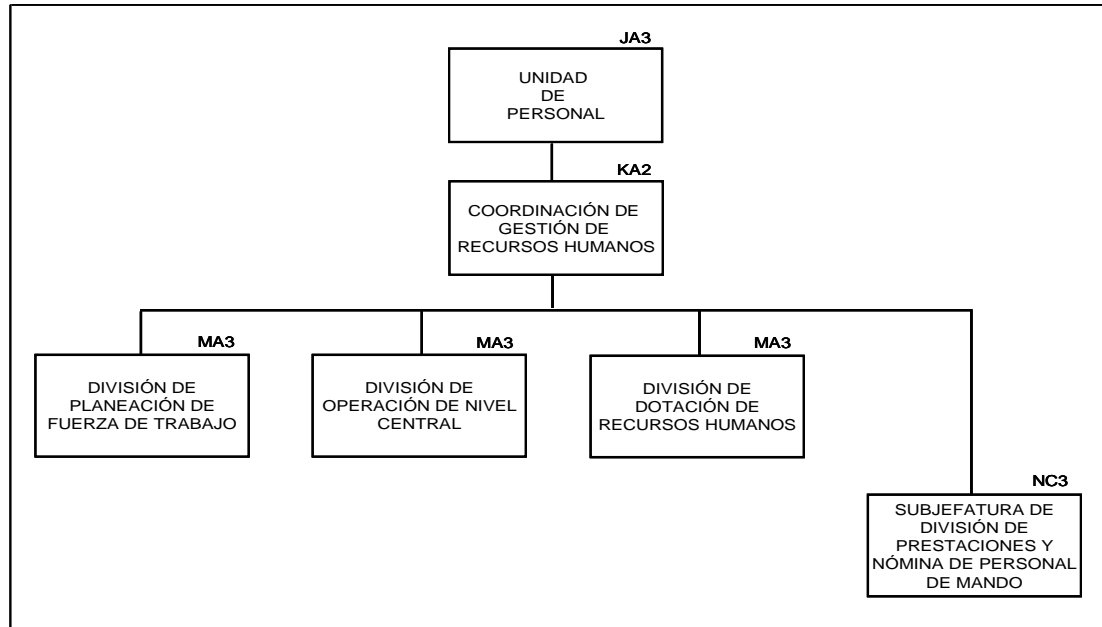 JA3
UNIDAD
DE
PERSONAL
KA2
COORDINACIÓN DE
GESTIÓN DE
RECURSOS HUMANOS
MA3
DIVISIÓN DE
PLANEACIÓN DE
FUERZA DE TRABAJO
MA3
DIVISIÓN DE
OPERACIÓN DE NIVEL
CENTRAL
MA3
DIVISIÓN DE
DOTACIÓN DE
RECURSOS HUMANOS
NC3
SUBJEFATURA DE
DIVISIÓN DE
PRESTACIONES Y
NÓMINA DE PERSONAL
DE MANDO